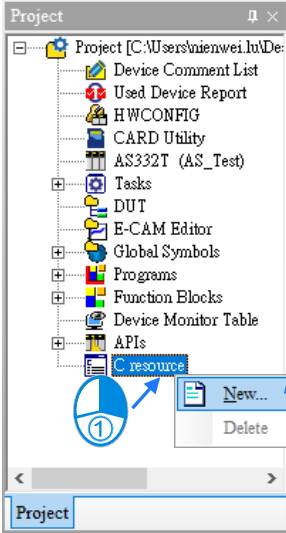 Project
Project [C:\Users\nienwei.lu\De
Device Comment List
Used Device Report
HWCONFIG
CARD Utility
AS332T (AS_Test)
Tasks
DUT
E-CAM Editor
Global Symbols
Programs
Function Blocks
Device Monitor Table
APIs
C resource
New...
Delete
1
Project